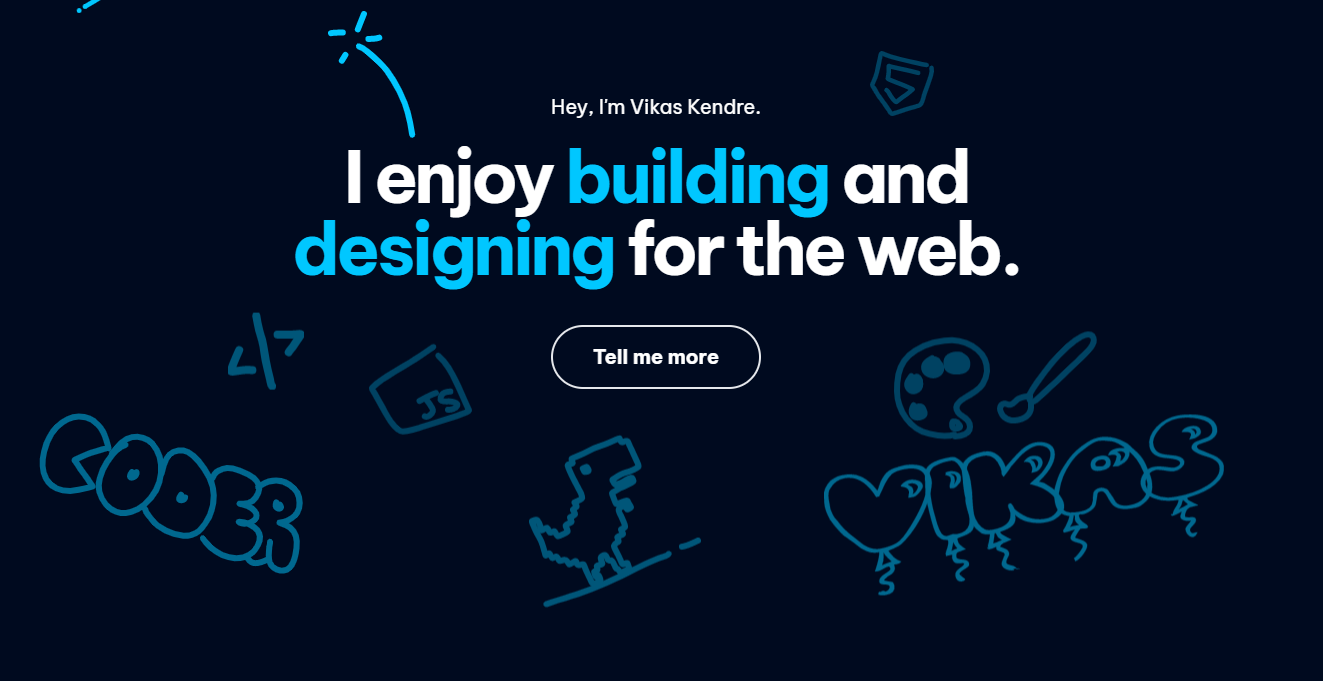 5
Hey, I'm Vikas Kendre.
I enjoy building and
designing for the web.
</>
JS
Tell me more
CODER
VIKAS